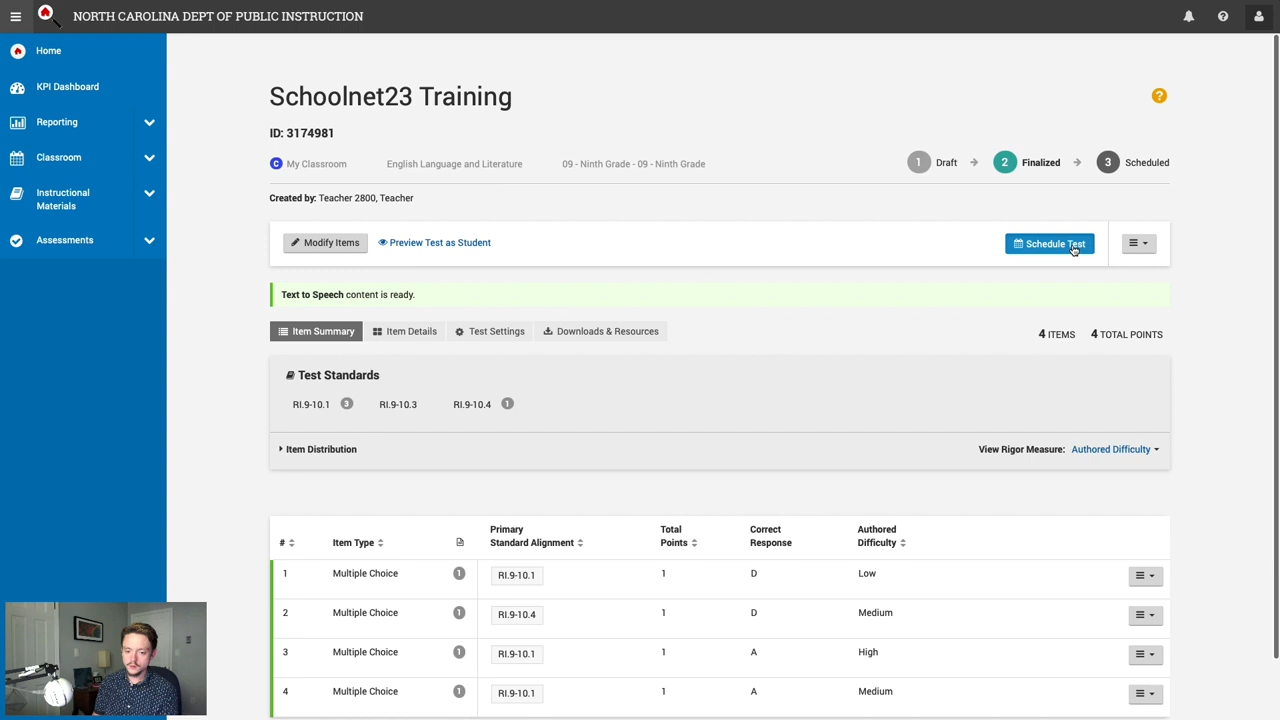 NORTH CAROLINA DEPT OF PUBLIC INSTRUCTION
Home
KPI Dashboard
Reporting
Classroom
Instructional
Materials
Assessments
Schoolnet23 Training
?
ID: 3174981
C My Classroom English Language and Literature 09 - Ninth Grade - 09 - Ninth Grade
1 Draft 2 Finalized 3 Scheduled
Created by: Teacher 2800, Teacher
Modify Items Preview Test as Student Schedule Test
Text to Speech content is ready.
Item Summary Item Details Test Settings Downloads & Resources 4 ITEMS 4 TOTAL POINTS
Test Standards
RI.9-10.1 3 RI.9-10.3 RI.9-10.4 1
Item Distribution View Rigor Measure: Authored Difficulty
# Item Type Primary Standard Alignment Total Points Correct Response Authored Difficulty
1 Multiple Choice 1 RI.9-10.1 1 D Low
2 Multiple Choice 1 RI.9-10.4 1 D Medium
3 Multiple Choice 1 RI.9-10.1 1 A High
4 Multiple Choice 1 RI.9-10.1 1 A Medium